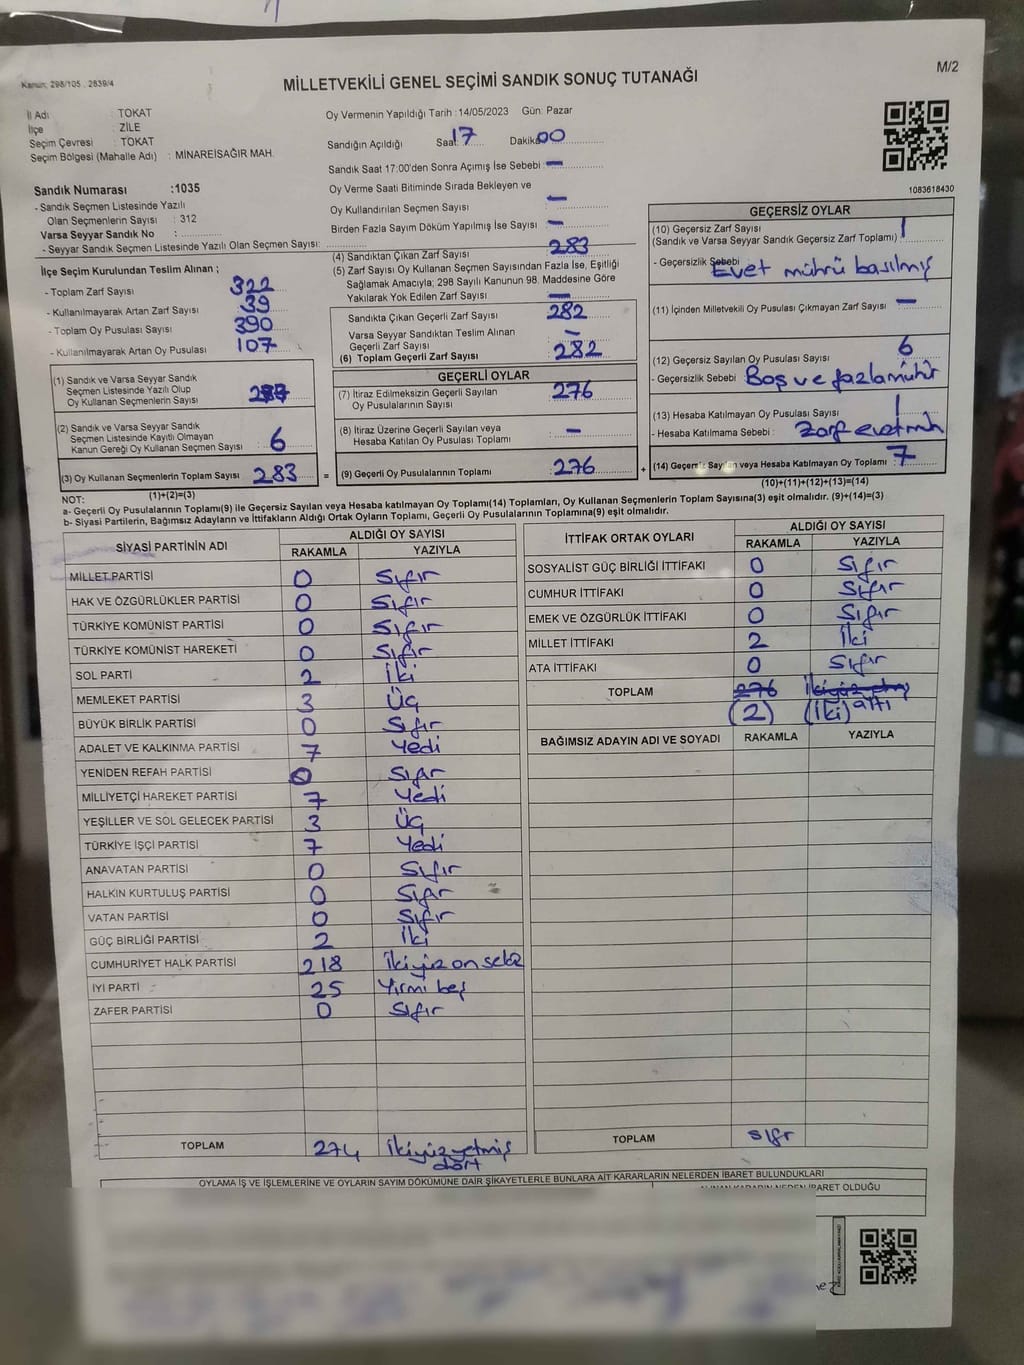 M/2
Kanun: 298/105 , 2839/4
MİLLETVEKİLİ GENEL SEÇİMİ SANDIK SONUÇ TUTANAĞI
İl Adı : TOKAT
İlçe : ZİLE
Seçim Çevresi : TOKAT
Seçim Bölgesi (Mahalle Adı) : MİNAREİSAĞIR MAH.
Sandık Numarası :1035
- Sandık Seçmen Listesinde Yazılı
Olan Seçmenlerin Sayısı : 312
Varsa Seyyar Sandık No :
- Seyyar Sandık Seçmen Listesinde Yazılı Olan Seçmen Sayısı:
Oy Vermenin Yapıldığı Tarih :14/05/2023 Gün: Pazar
Sandığın Açıldığı Saat: 17 Dakika: 00
Sandık Saat 17:00'den Sonra Açımış İse Sebebi : —
Oy Verme Saati Bitiminde Sırada Bekleyen ve
Oy Kullandırılan Seçmen Sayısı —
Birden Fazla Sayım Döküm Yapılmış İse Sayısı : —
1083618430
İlçe Seçim Kurulundan Teslim Alınan ;
- Toplam Zarf Sayısı 322
- Kullanılmayarak Artan Zarf Sayısı : 39
- Toplam Oy Pusulası Sayısı : 390
- Kullanılmayarak Artan Oy Pusulası 107
(1) Sandık ve Varsa Seyyar Sandık
Seçmen Listesinde Yazılı Olup
Oy Kullanan Seçmenlerin Sayısı
(2) Sandık ve Varsa Seyyar Sandık
Seçmen Listesinde Kayıtlı Olmayan
Kanun Gereği Oy Kullanan Seçmen Sayısı 6
(3) Oy Kullanan Seçmenlerin Toplam Sayısı 283
(1)+(2)=(3)
(4) Sandıktan Çıkan Zarf Sayısı : 283
(5) Zarf Sayısı Oy Kullanan Seçmen Sayısından Fazla İse, Eşitliği
Sağlamak Amacıyla; 298 Sayılı Kanunun 98. Maddesine Göre
Yakılarak Yok Edilen Zarf Sayısı : —
Sandıkta Çıkan Geçerli Zarf Sayısı : 282
Varsa Seyyar Sandıktan Teslim Alınan
Geçerli Zarf Sayısı : —
(6) Toplam Geçerli Zarf Sayısı : 282
GEÇERLİ OYLAR
(7) İtiraz Edilmeksizin Geçerli Sayılan
Oy Pusulalarının Sayısı : 276
(8) İtiraz Üzerine Geçerli Sayılan veya
Hesaba Katılan Oy Pusulası Toplamı : —
= (9) Geçerli Oy Pusulalarının Toplamı : 276 +
GEÇERSİZ OYLAR
(10) Geçersiz Zarf Sayısı 1
(Sandık ve Varsa Seyyar Sandık Geçersiz Zarf Toplamı)
- Geçersizlik Sebebi Evet mührü basılmış
(11) İçinden Milletvekili Oy Pusulası Çıkmayan Zarf Sayısı : —
(12) Geçersiz Sayılan Oy Pusulası Sayısı : 6
- Geçersizlik Sebebi : Boş ve fazla mühür
(13) Hesaba Katılmayan Oy Pusulası Sayısı : 1
- Hesaba Katılmama Sebebi : Zarf evet
(14) Geçersiz Sayılan veya Hesaba Katılmayan Oy Toplamı : 7
(10)+(11)+(12)+(13)=(14)
NOT:
a- Geçerli Oy Pusulalarının Toplamı(9) ile Geçersiz Sayılan veya Hesaba katılmayan Oy Toplamı(14) Toplamları, Oy Kullanan Seçmenlerin Toplam Sayısına(3) eşit olmalıdır. (9)+(14)=(3)
b- Siyasi Partilerin, Bağımsız Adayların ve İttifakların Aldığı Ortak Oyların Toplamı, Geçerli Oy Pusulalarının Toplamına(9) eşit olmalıdır.
SİYASİ PARTİNİN ADI ALDIĞI OY SAYISI
RAKAMLA YAZIYLA
MİLLET PARTİSİ 0 Sıfır
HAK VE ÖZGÜRLÜKLER PARTİSİ 0 Sıfır
TÜRKİYE KOMÜNİST PARTİSİ 0 Sıfır
TÜRKİYE KOMÜNİST HAREKETİ 0 Sıfır
SOL PARTİ 2 İki
MEMLEKET PARTİSİ 3 Üç
BÜYÜK BİRLİK PARTİSİ 0 Sıfır
ADALET VE KALKINMA PARTİSİ 7 Yedi
YENİDEN REFAH PARTİSİ 0 Sıfır
MİLLİYETÇİ HAREKET PARTİSİ 7 Yedi
YEŞİLLER VE SOL GELECEK PARTİSİ 3 Üç
TÜRKİYE İŞÇİ PARTİSİ 7 Yedi
ANAVATAN PARTİSİ 0 Sıfır
HALKIN KURTULUŞ PARTİSİ 0 Sıfır
VATAN PARTİSİ 0 Sıfır
GÜÇ BİRLİĞİ PARTİSİ 2 İki
CUMHURİYET HALK PARTİSİ 218 İkiyüz on sekiz
İYİ PARTİ 25 Yirmi beş
ZAFER PARTİSİ 0 Sıfır
TOPLAM 274 İkiyüz yetmiş
dört
İTTİFAK ORTAK OYLARI ALDIĞI OY SAYISI
RAKAMLA YAZIYLA
SOSYALİST GÜÇ BİRLİĞİ İTTİFAKI 0 Sıfır
CUMHUR İTTİFAKI 0 Sıfır
EMEK VE ÖZGÜRLÜK İTTİFAKI 0 Sıfır
MİLLET İTTİFAKI 2 İki
ATA İTTİFAKI 0 Sıfır
TOPLAM 276 İkiyüz yetmiş
(2) (İki) altı
BAĞIMSIZ ADAYIN ADI VE SOYADI RAKAMLA YAZIYLA
TOPLAM sıfır
OYLAMA İŞ VE İŞLEMLERİNE VE OYLARIN SAYIM DÖKÜMÜNE DAİR ŞİKAYETLERLE BUNLARA AİT KARARLARIN NELERDEN İBARET BULUNDUKLARI
İBARET OLDUĞU